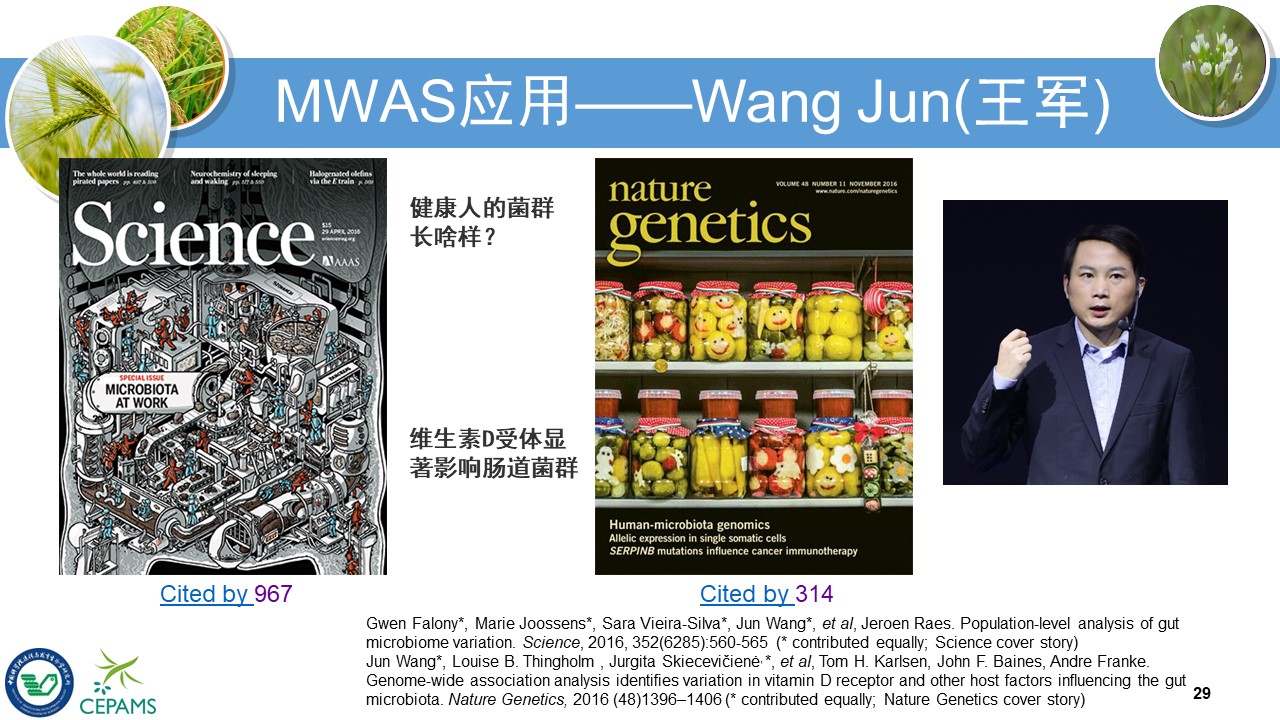 MWAS应用——Wang Jun(王军)
The whole world is reading
pirated papers pp. 497 & 508
Neurochemistry of sleeping
and waking pp. 517 & 550
Halogenated olefins
via the E train p. 569
Science
$15
29 APRIL 2016
sciencemag.org
AAAS
SPECIAL ISSUE
MICROBIOTA
AT WORK
健康人的菌群
长啥样？
维生素D受体显
著影响肠道菌群
nature
genetics
VOLUME 48 NUMBER 11 NOVEMBER 2016
www.nature.com/naturegenetics
Human-microbiota genomics
Allelic expression in single somatic cells
SERPINB mutations influence cancer immunotherapy
Cited by 967
Cited by 314
Gwen Falony*, Marie Joossens*, Sara Vieira-Silva*, Jun Wang*, et al, Jeroen Raes. Population-level analysis of gut
microbiome variation. Science, 2016, 352(6285):560-565 (* contributed equally; Science cover story)
Jun Wang*, Louise B. Thingholm , Jurgita Skiecevičienė-*, et al, Tom H. Karlsen, John F. Baines, Andre Franke.
Genome-wide association analysis identifies variation in vitamin D receptor and other host factors influencing the gut
microbiota. Nature Genetics, 2016 (48)1396–1406 (* contributed equally; Nature Genetics cover story)
CEPAMS
29